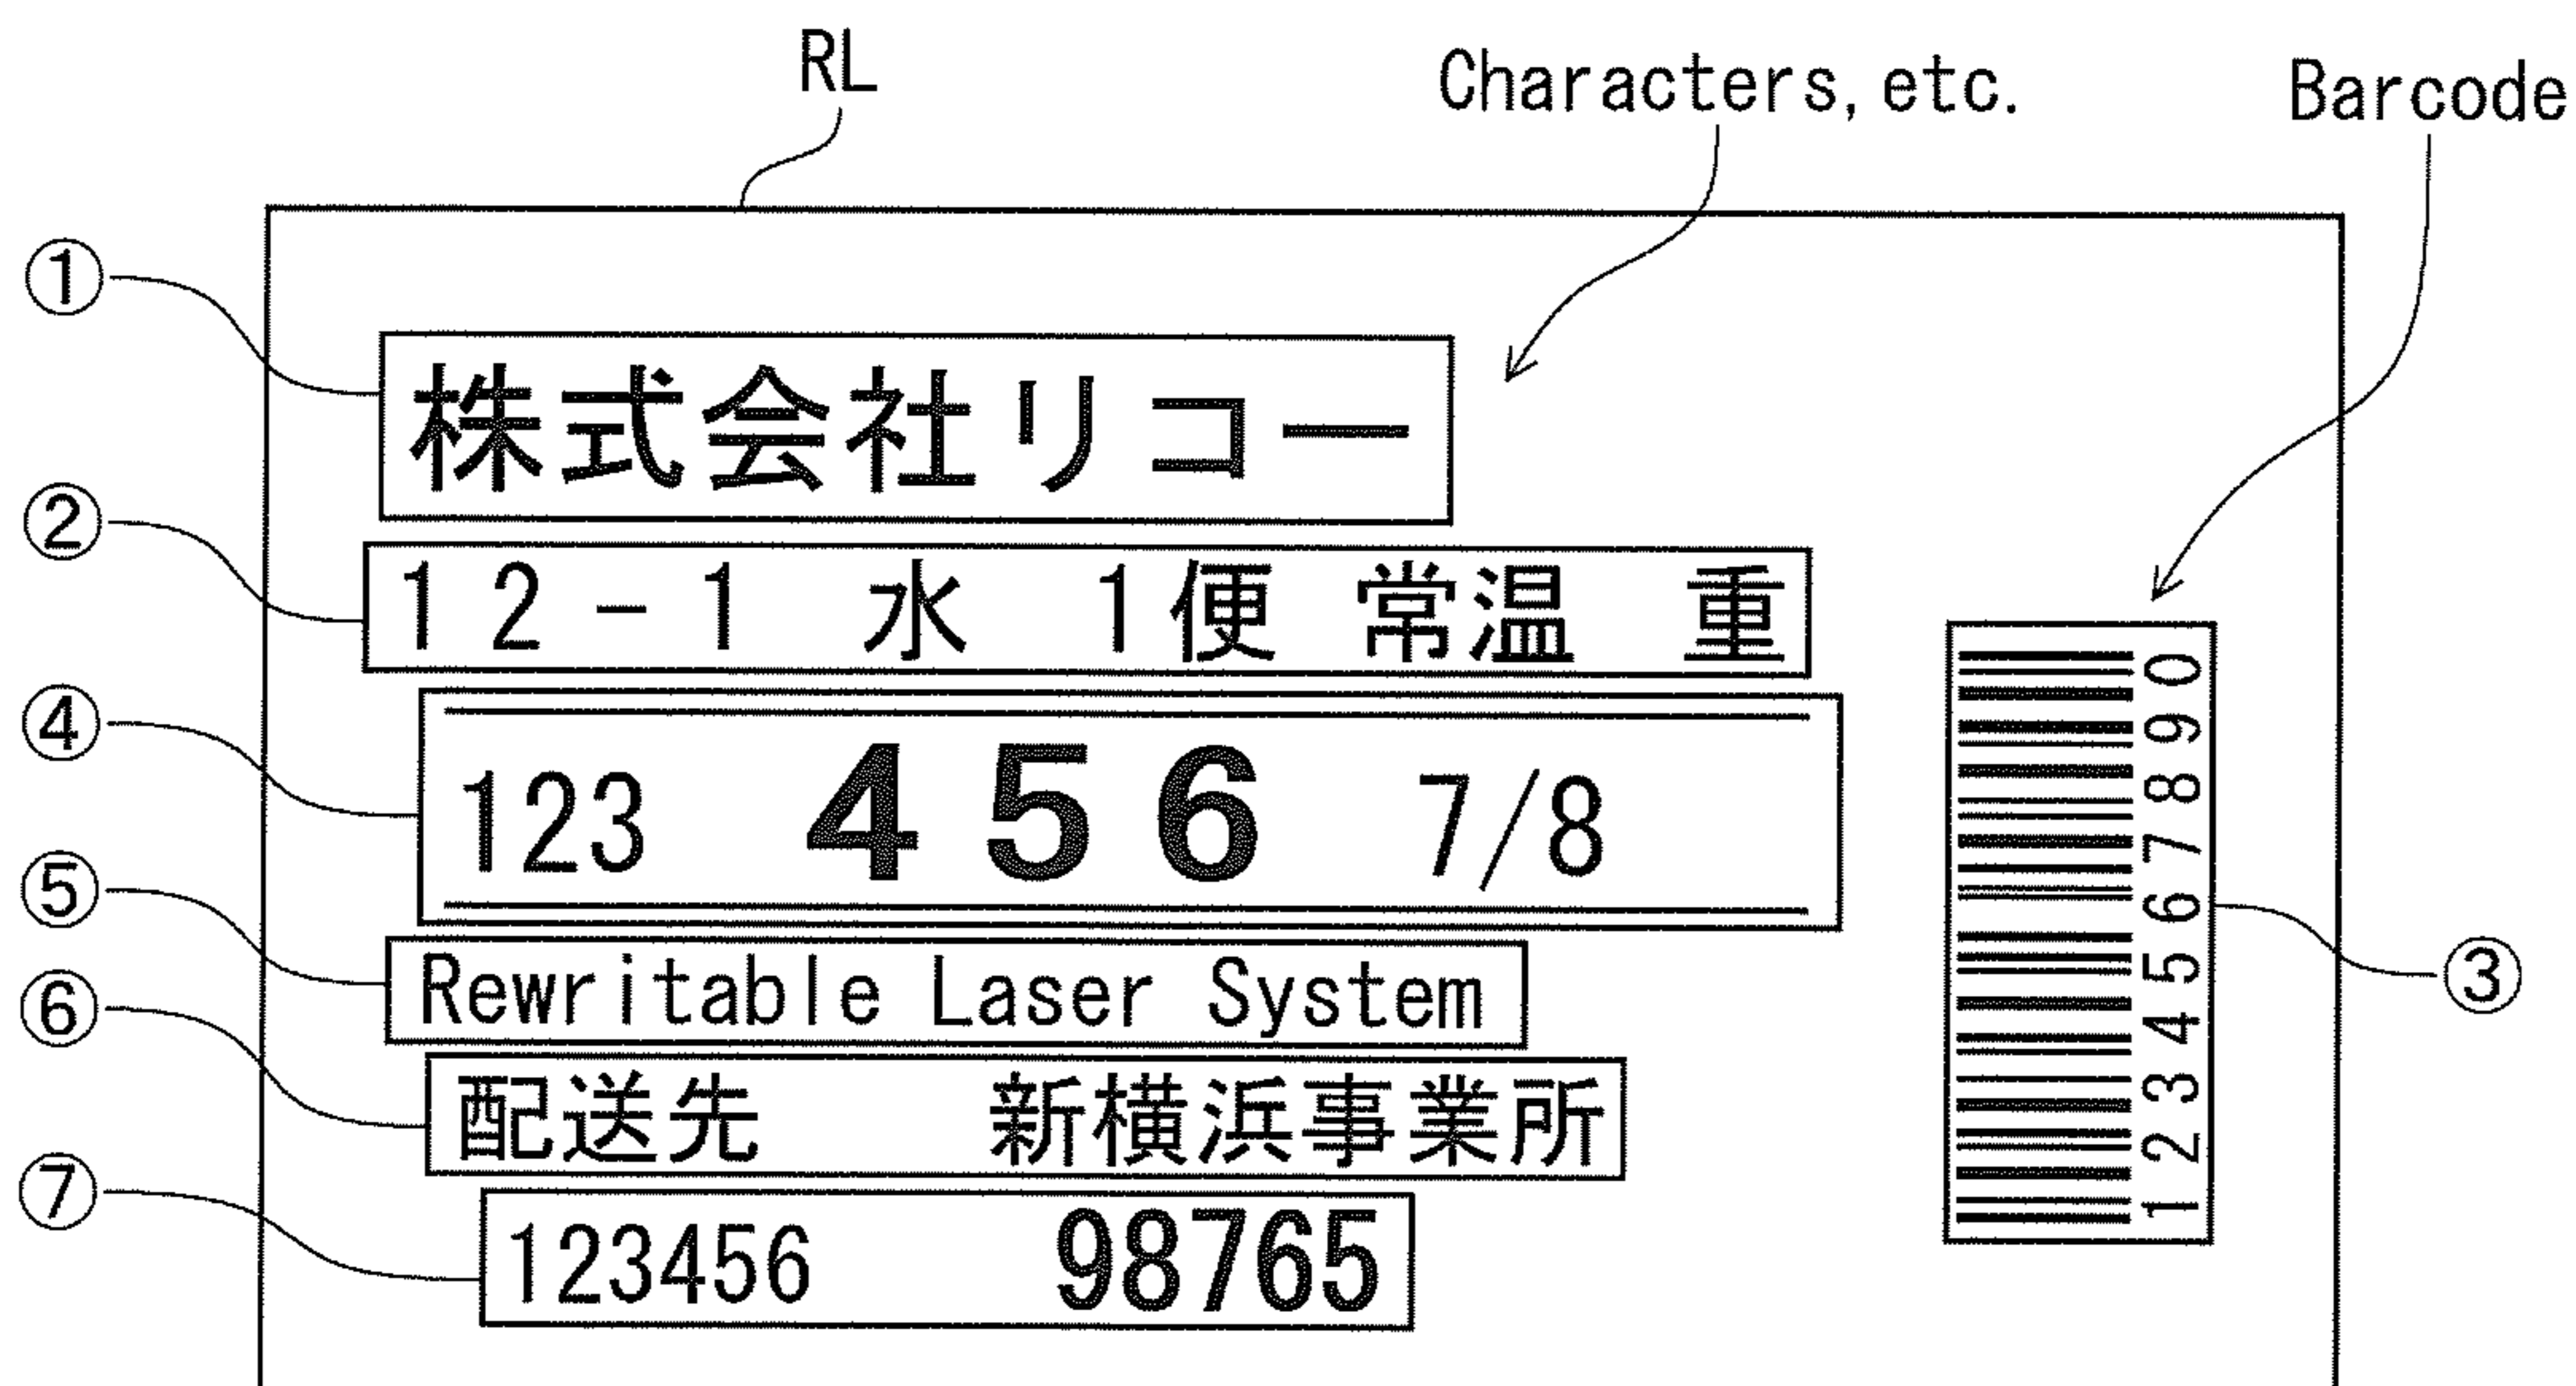 RL
Characters, etc.
Barcode
①
株式会社リコー
②
12-1 水 1便 常温 重
④
123 456 7/8
⑤
Rewritable Laser System
⑥
配送先 新横浜事業所
⑦
123456 98765
1234567890
③